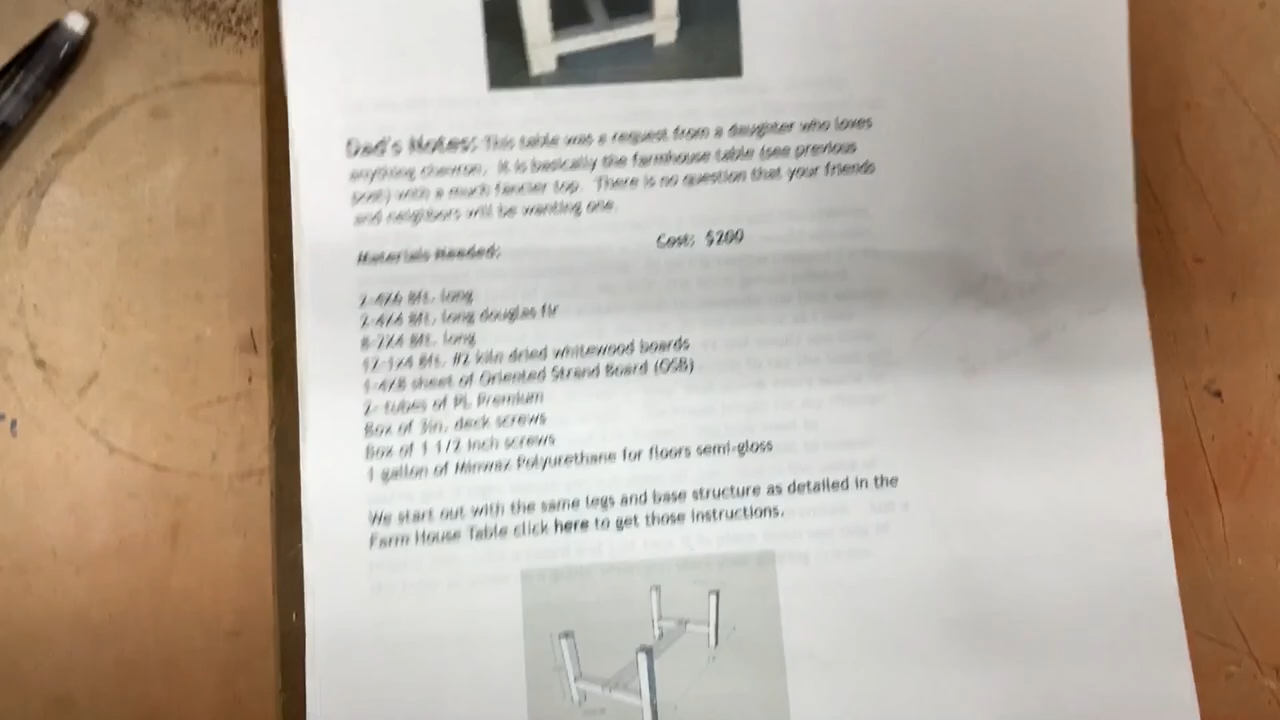 Dad's Notes: This table was a request from a daughter who loves
anything chevron. It is basically the farmhouse table (see previous
post) with a much fancier top. There is no question that your friends
and neighbors will be wanting one.
Materials Needed: Cost: $200
8ft. long
8ft. long douglas fir
8-2X4 8ft. long
12-1x4 8ft. #2 kiln dried whitewood boards
1-4/8 sheet of Oriented Strand Board (OSB)
2- tubes of PL Premium
Box of 3in. deck screws
Box of 1 1/2 inch screws
1 gallon of Minwax Polyurethane for floors semi-gloss
We start out with the same legs and base structure as detailed in the
Farm House Table click here to get those instructions.